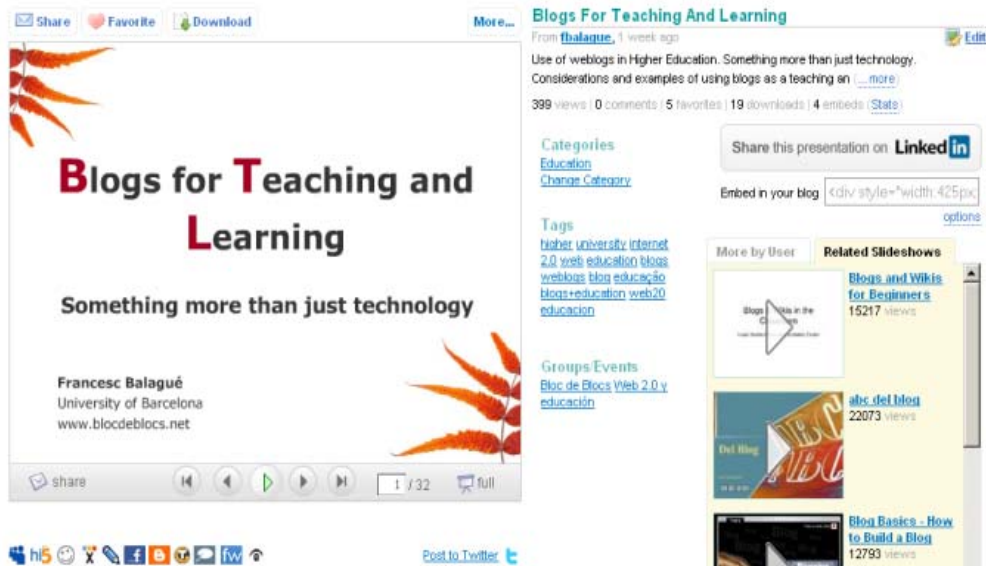 Share Favorite Download More...
Blogs for Teaching and
Learning
Something more than just technology
Francesc Balagué
University of Barcelona
www.blocdeblocs.net
share 1 / 32 full
hi5 fw Post to Twitter
Blogs For Teaching And Learning
From fbalague, 1 week ago Edit
Use of weblogs in Higher Education. Something more than just technology.
Considerations and examples of using blogs as a teaching an (... more)
399 views | 0 comments | 5 favorites | 19 downloads | 4 embeds (Stats)
Categories
Education
Change Category
Tags
higher university internet
2.0 web education blogs
weblogs blog educação
blogs+education web20
educacion
Groups/Events
Bloc de Blocs Web 2.0 y
educación
Share this presentation on Linked in
Embed in your blog <div style="width:425px;
options
More by User Related Slideshows
Blogs and Wikis
for Beginners
15217 views
abc del blog
22073 views
Del Blog
Blog Basics - How
to Build a Blog
12793 views